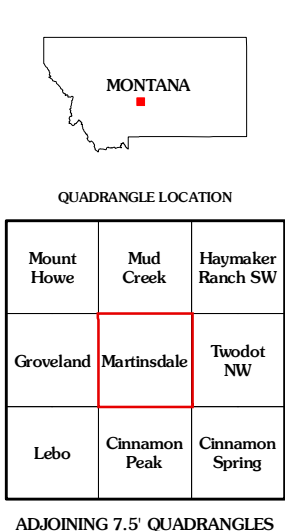 MONTANA
QUADRANGLE LOCATION
Mount
Howe
Mud
Creek
Haymaker
Ranch SW
Groveland
Martinsdale
Twodot
NW
Lebo
Cinnamon
Peak
Cinnamon
Spring
ADJOINING 7.5' QUADRANGLES